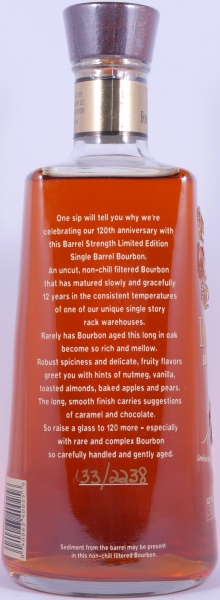 One sip will tell you why we're
celebrating our 120th anniversary with
this Barrel Strength Limited Edition
Single Barrel Bourbon.
An uncut, non-chill filtered Bourbon
that has matured slowly and gracefully
12 years in the consistent temperatures
of one of our unique single story
rack warehouses.
Rarely has Bourbon aged this long in oak
become so rich and mellow.
Robust spiciness and delicate, fruity flavors
greet you with hints of nutmeg, vanilla,
toasted almonds, baked apples and pears.
The long, smooth finish carries suggestions
of caramel and chocolate.
So raise a glass to 120 more - especially
with rare and complex Bourbon
so carefully handled and gently aged.
133/2238
Sediment from the barrel may be present
in this non-chill filtered Bourbon.